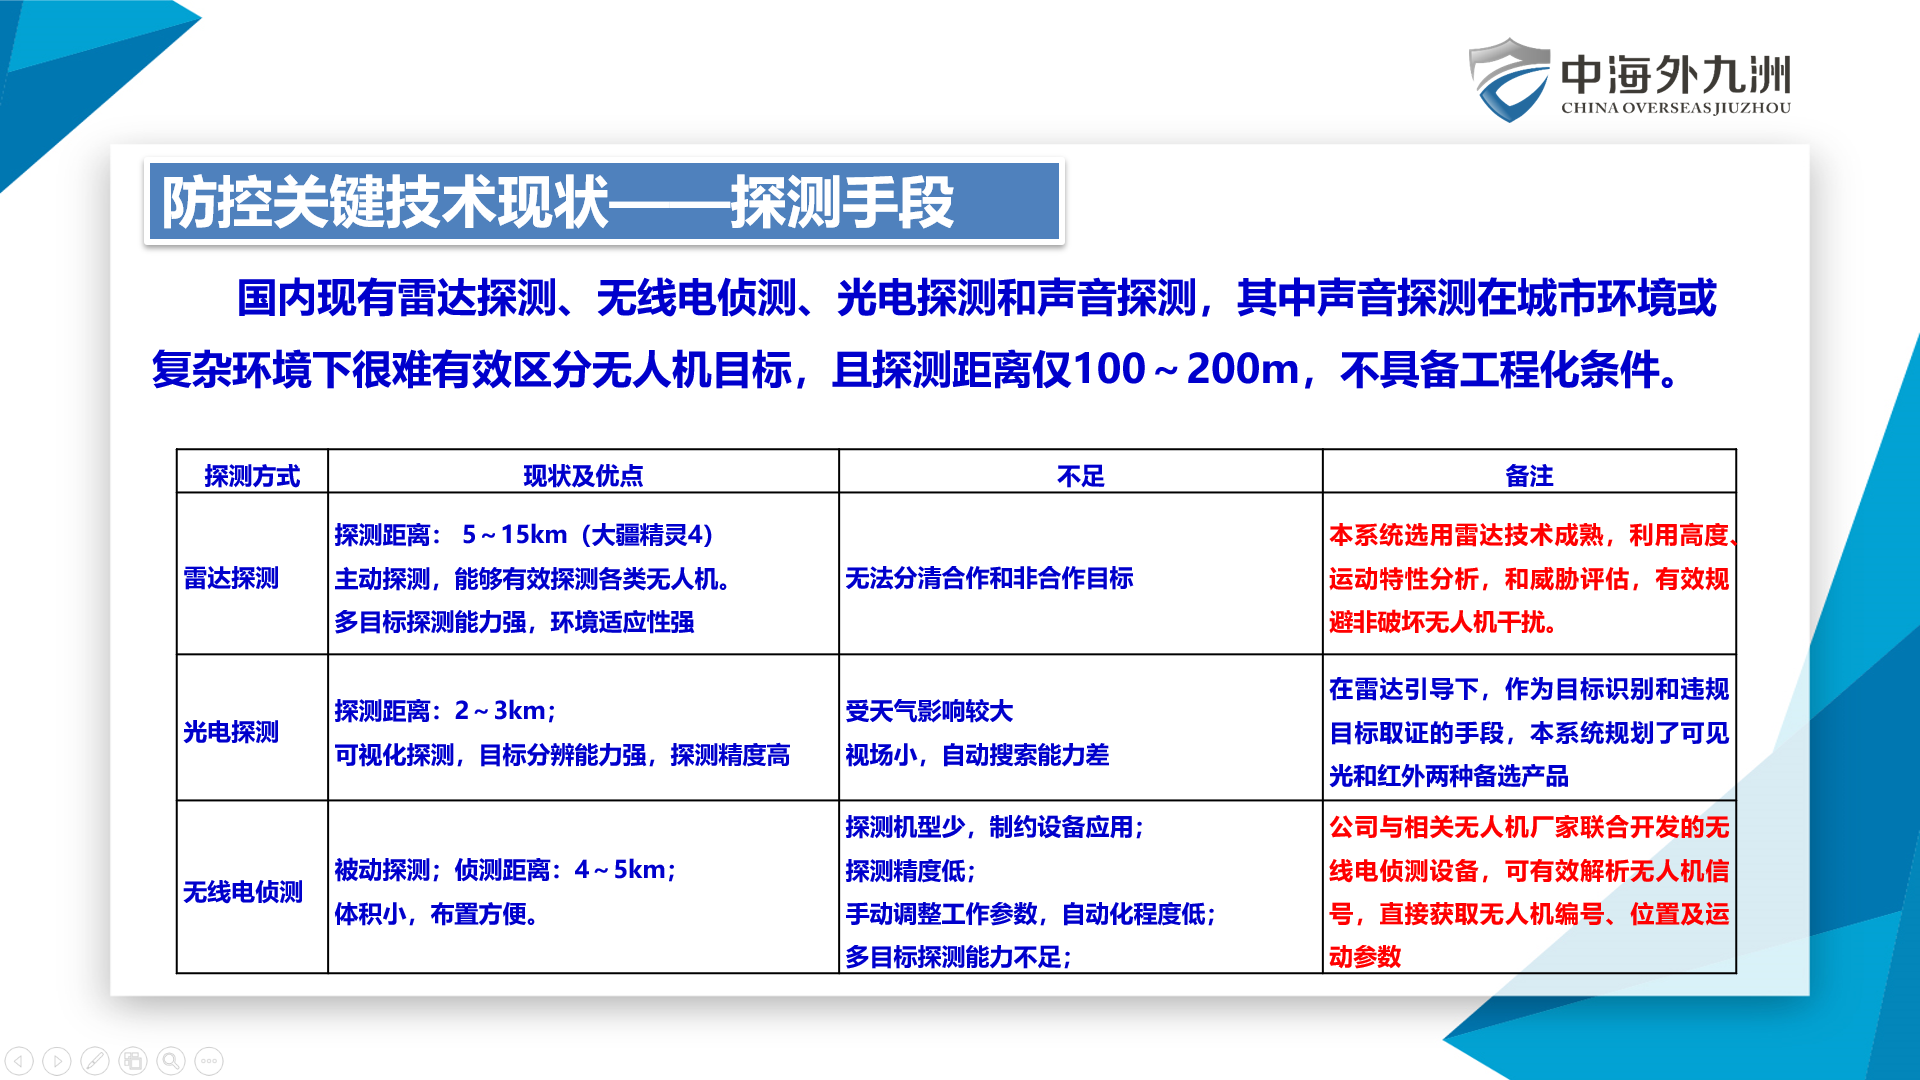 中海外九洲
CHINA OVERSEAS JIUZHOU
防控关键技术现状——探测手段
国内现有雷达探测、无线电侦测、光电探测和声音探测，其中声音探测在城市环境或
复杂环境下很难有效区分无人机目标，且探测距离仅100～200m，不具备工程化条件。
探测方式
现状及优点
不足
备注
雷达探测
探测距离： 5～15km（大疆精灵4）
主动探测，能够有效探测各类无人机。
多目标探测能力强，环境适应性强
无法分清合作和非合作目标
本系统选用雷达技术成熟，利用高度、
运动特性分析，和威胁评估，有效规
避非破坏无人机干扰。
光电探测
探测距离：2～3km；
可视化探测，目标分辨能力强，探测精度高
受天气影响较大
视场小，自动搜索能力差
在雷达引导下，作为目标识别和违规
目标取证的手段，本系统规划了可见
光和红外两种备选产品
无线电侦测
被动探测；侦测距离：4～5km；
体积小，布置方便。
探测机型少，制约设备应用；
探测精度低；
手动调整工作参数，自动化程度低；
多目标探测能力不足；
公司与相关无人机厂家联合开发的无
线电侦测设备，可有效解析无人机信
号，直接获取无人机编号、位置及运
动参数